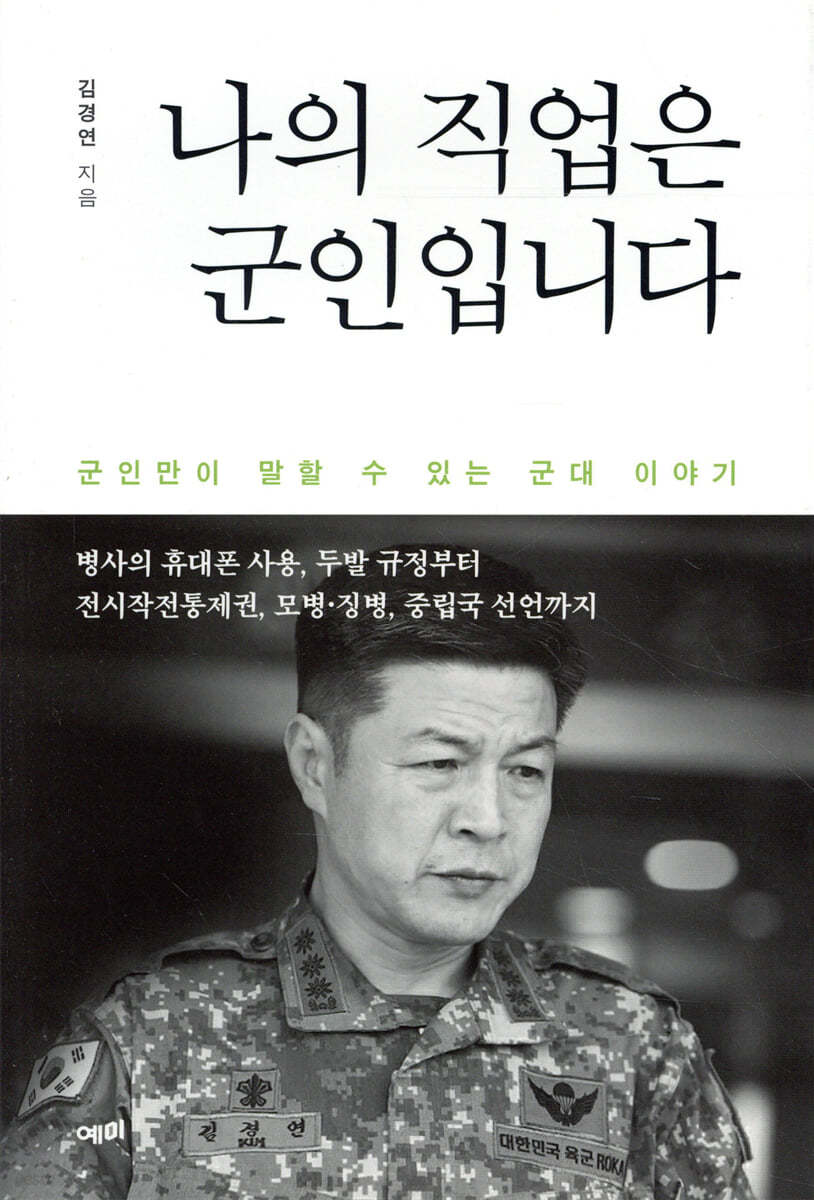 김경연 지음
나의 직업은
군인입니다
군인만이 말할 수 있는 군대 이야기
병사의 휴대폰 사용, 두발 규정부터
전시작전통제권, 모병·징병, 중립국 선언까지
김경연
KIM
대한민국 육군 ROKA
예미